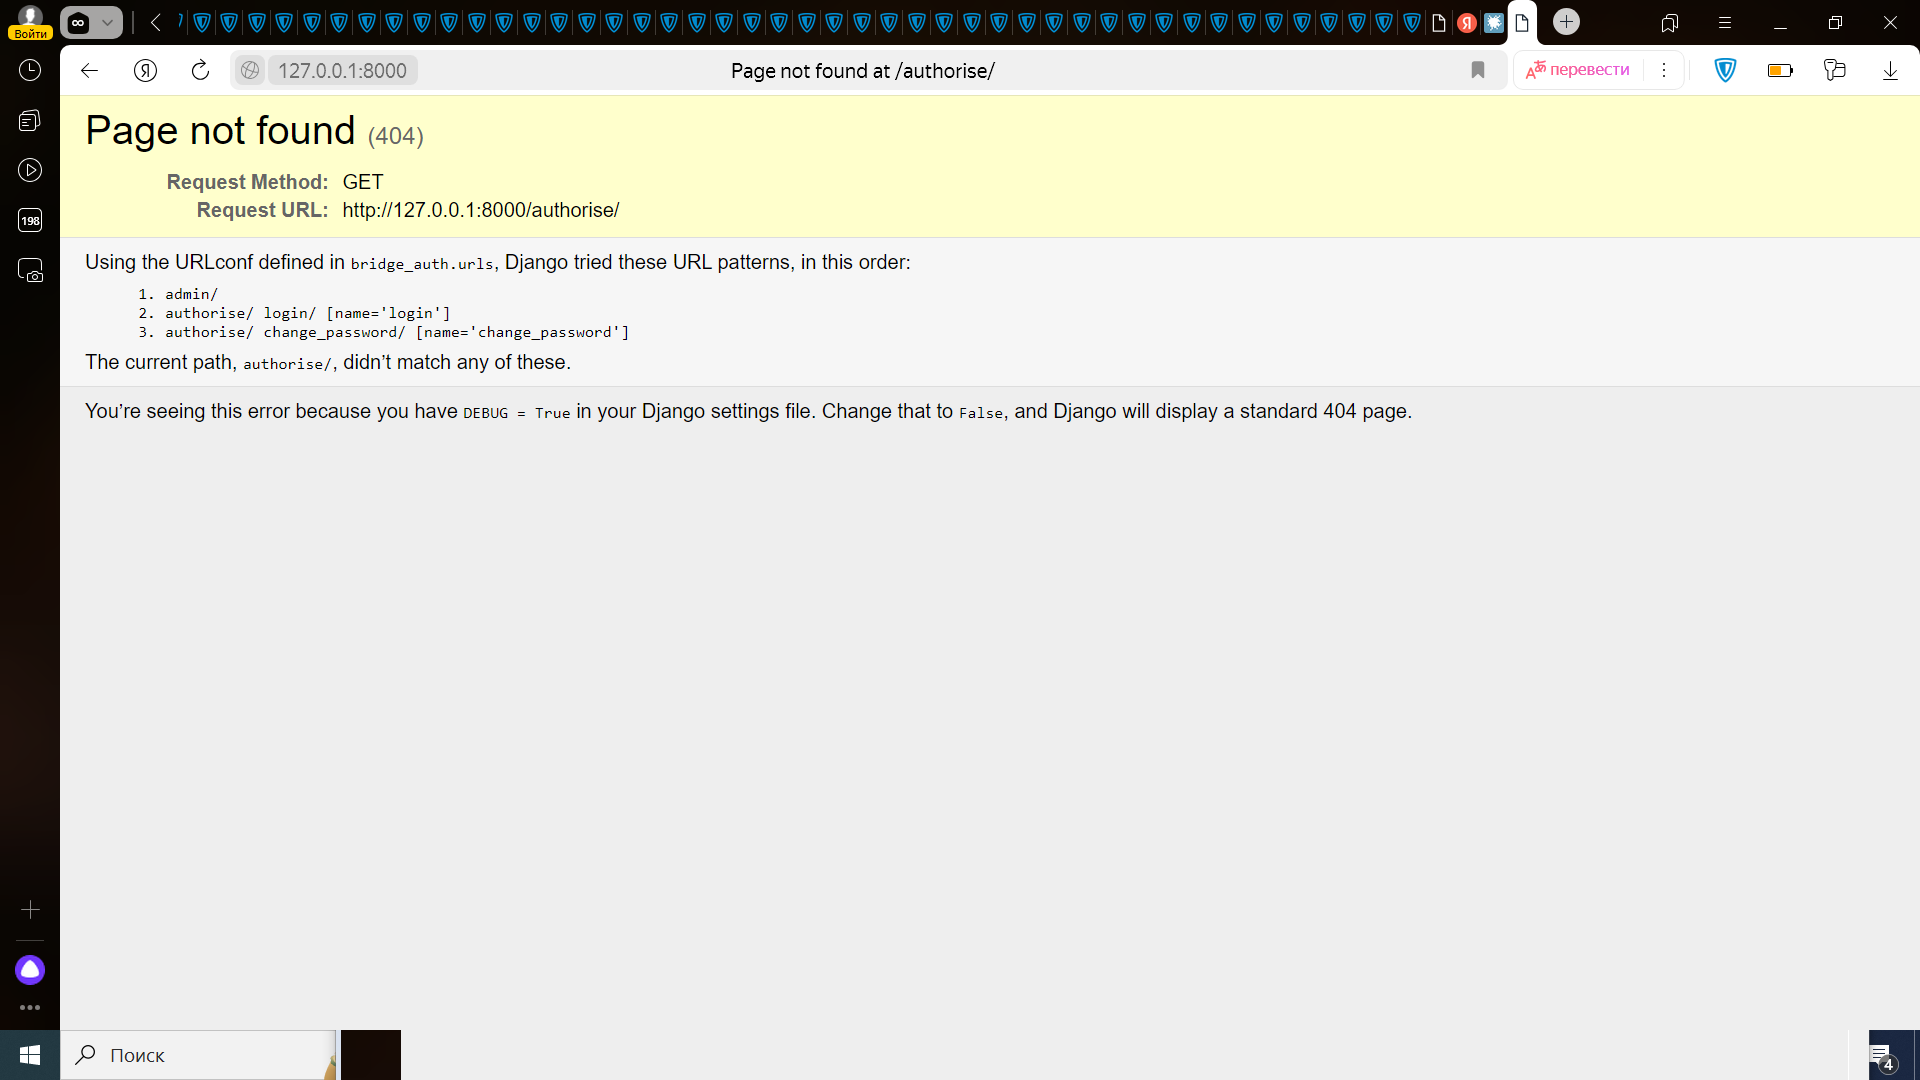 Войти
127.0.0.1:8000
Page not found at /authorise/
перевести
Page not found (404)
Request Method: GET
Request URL: http://127.0.0.1:8000/authorise/
198
Using the URLconf defined in bridge_auth.urls, Django tried these URL patterns, in this order:
1. admin/
2. authorise/ login/ [name='login']
3. authorise/ change_password/ [name='change_password']
The current path, authorise/, didn’t match any of these.
You’re seeing this error because you have DEBUG = True in your Django settings file. Change that to False, and Django will display a standard 404 page.
Поиск
4